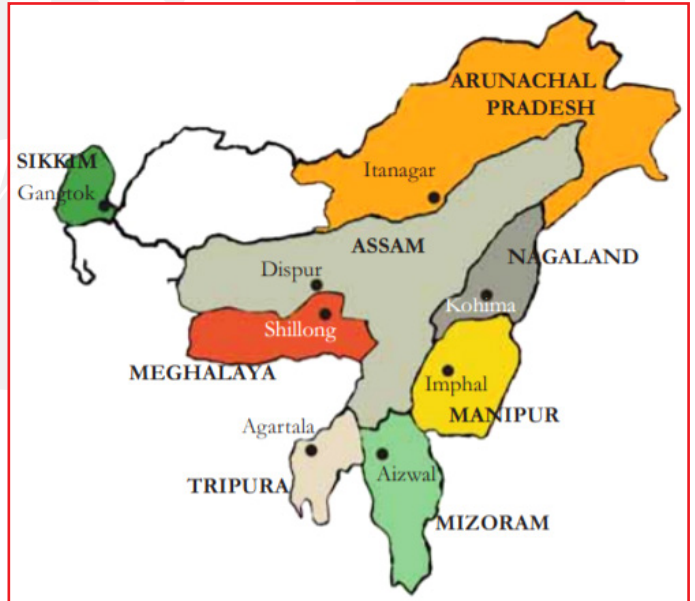 ARUNACHAL
PRADESH
SIKKIM
Gangtok
Itanagar
ASSAM
NAGALAND
Dispur
Kohima
Shillong
MEGHALAYA
Imphal
MANIPUR
Agartala
Aizwal
TRIPURA
MIZORAM